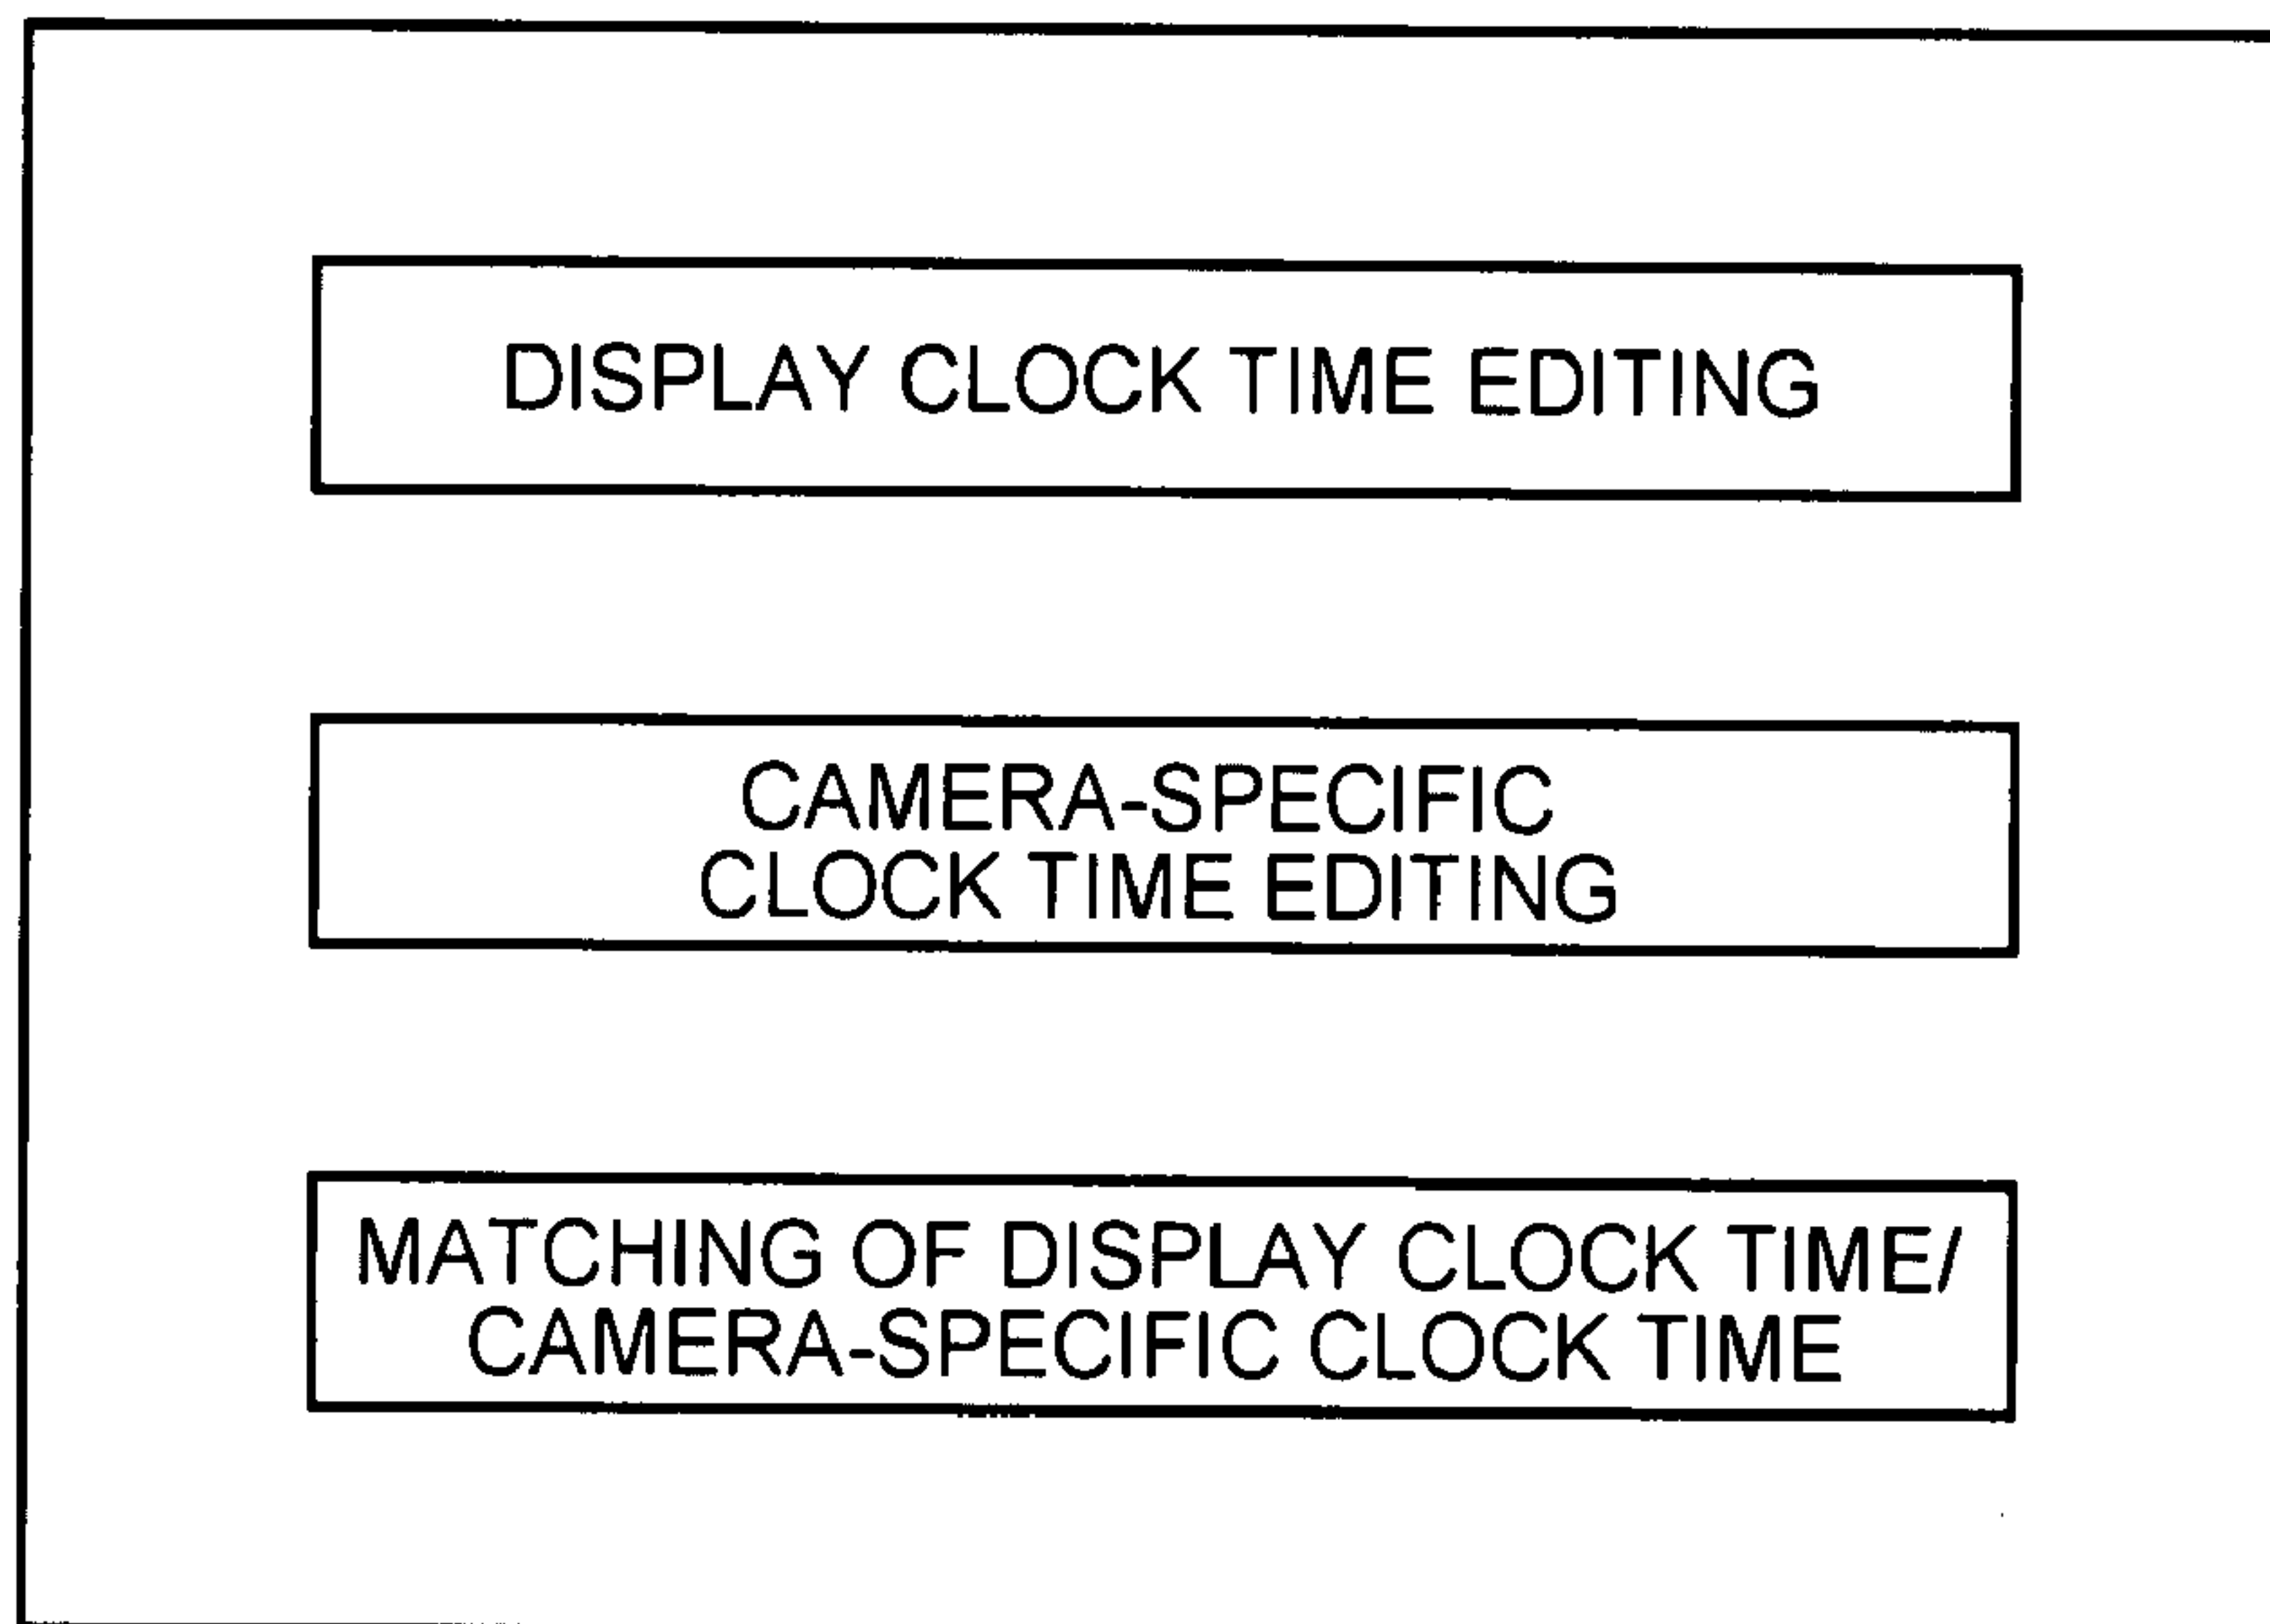 DISPLAY CLOCK TIME EDITING
CAMERA-SPECIFIC
CLOCK TIME EDITING
MATCHING OF DISPLAY CLOCK TIME/
CAMERA-SPECIFIC CLOCK TIME